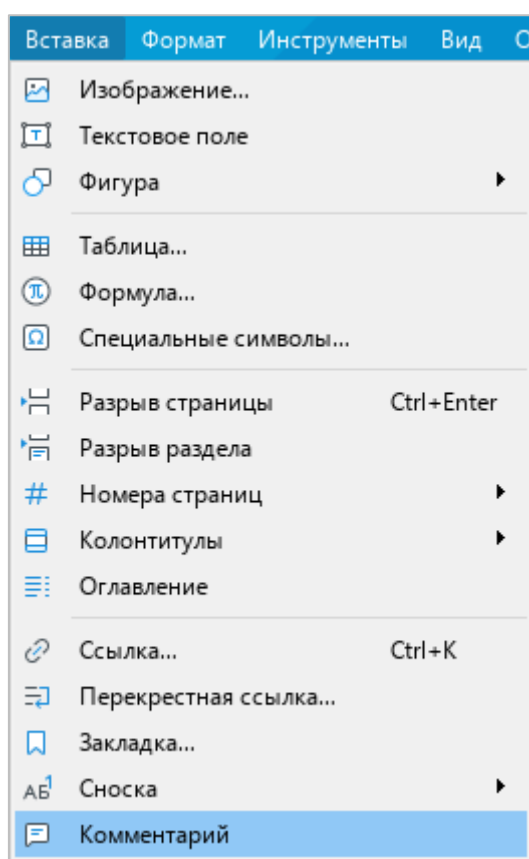 Вставка Формат Инструменты Вид
Изображение...
Текстовое поле
Фигура
Таблица...
Формула...
Специальные символы...
Разрыв страницы Ctrl+Enter
Разрыв раздела
Номера страниц
Колонтитулы
Оглавление
Ссылка... Ctrl+K
Перекрестная ссылка...
Закладка...
Сноска
Комментарий